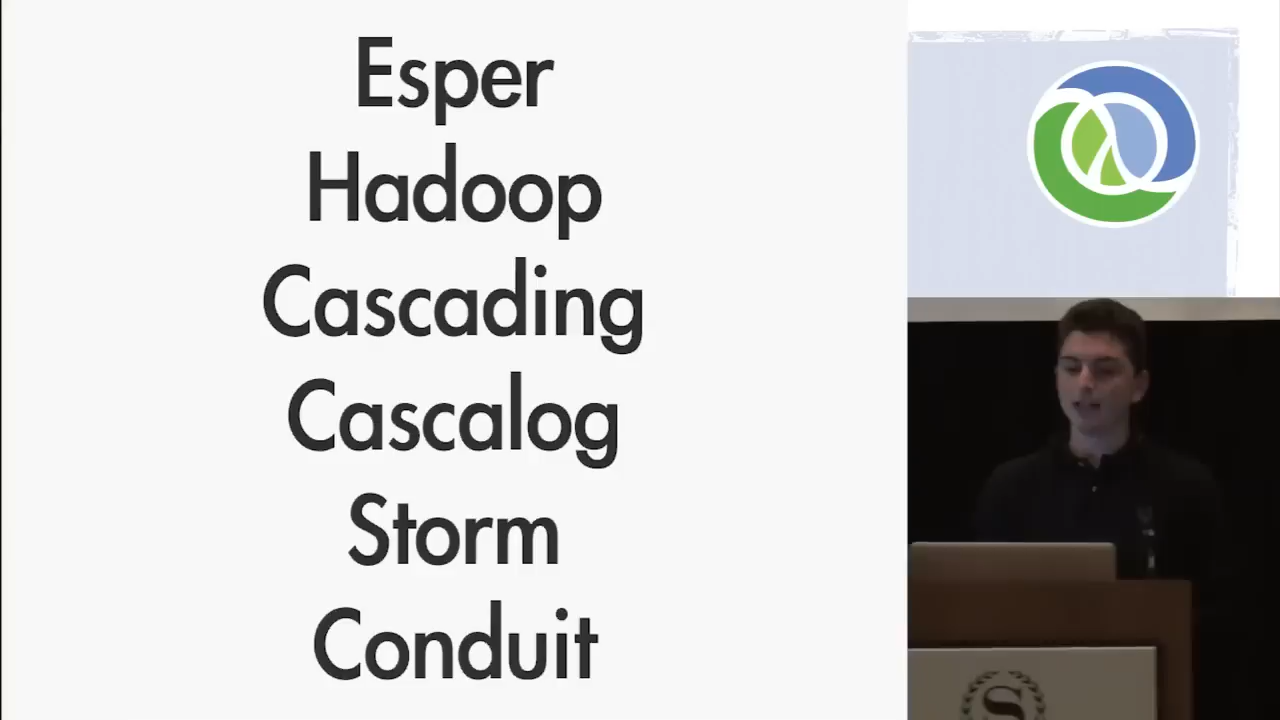 Esper
Hadoop
Cascading
Cascalog
Storm
Conduit
S